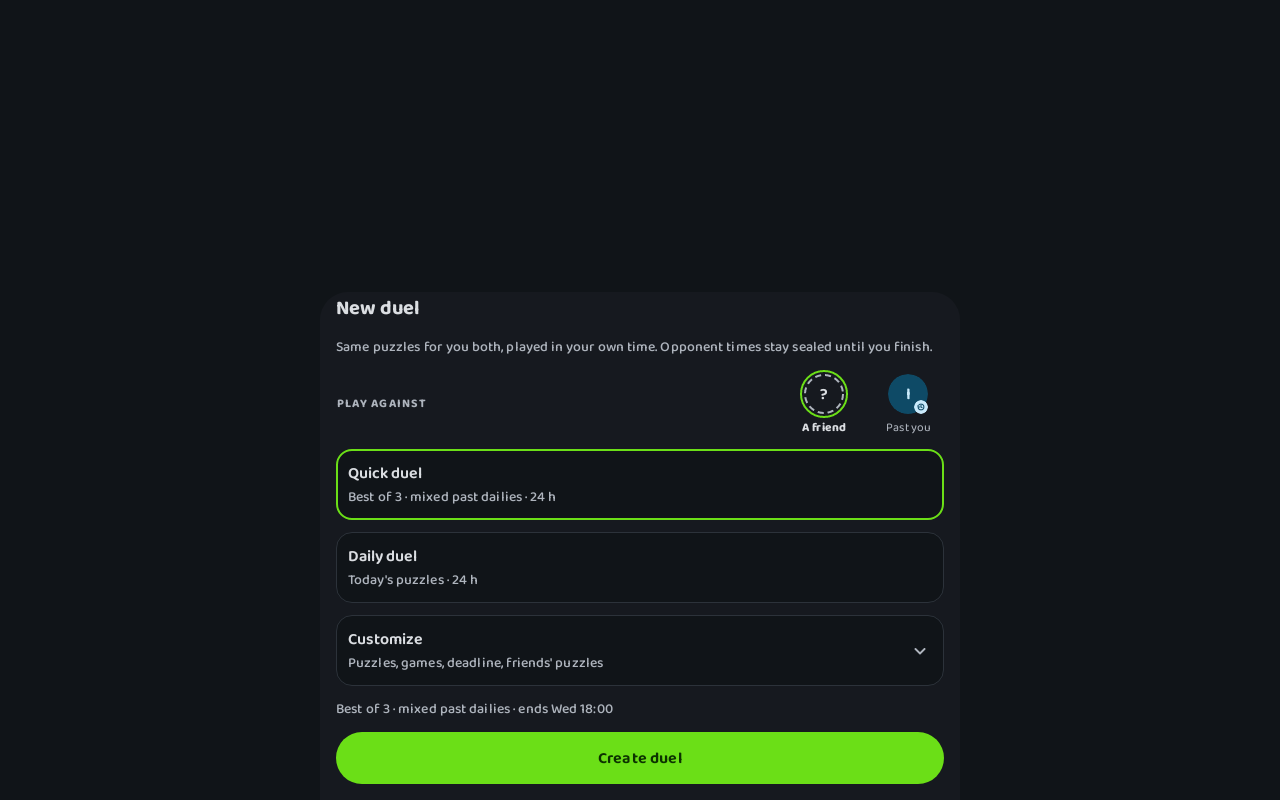 New duel
Same puzzles for you both, played in your own time. Opponent times stay sealed until you finish.
PLAY AGAINST
?
A friend
!
Past you
Quick duel
Best of 3 · mixed past dailies · 24 h
Daily duel
Today's puzzles · 24 h
Customize
Puzzles, games, deadline, friends' puzzles
Best of 3 · mixed past dailies · ends Wed 18:00
Create duel